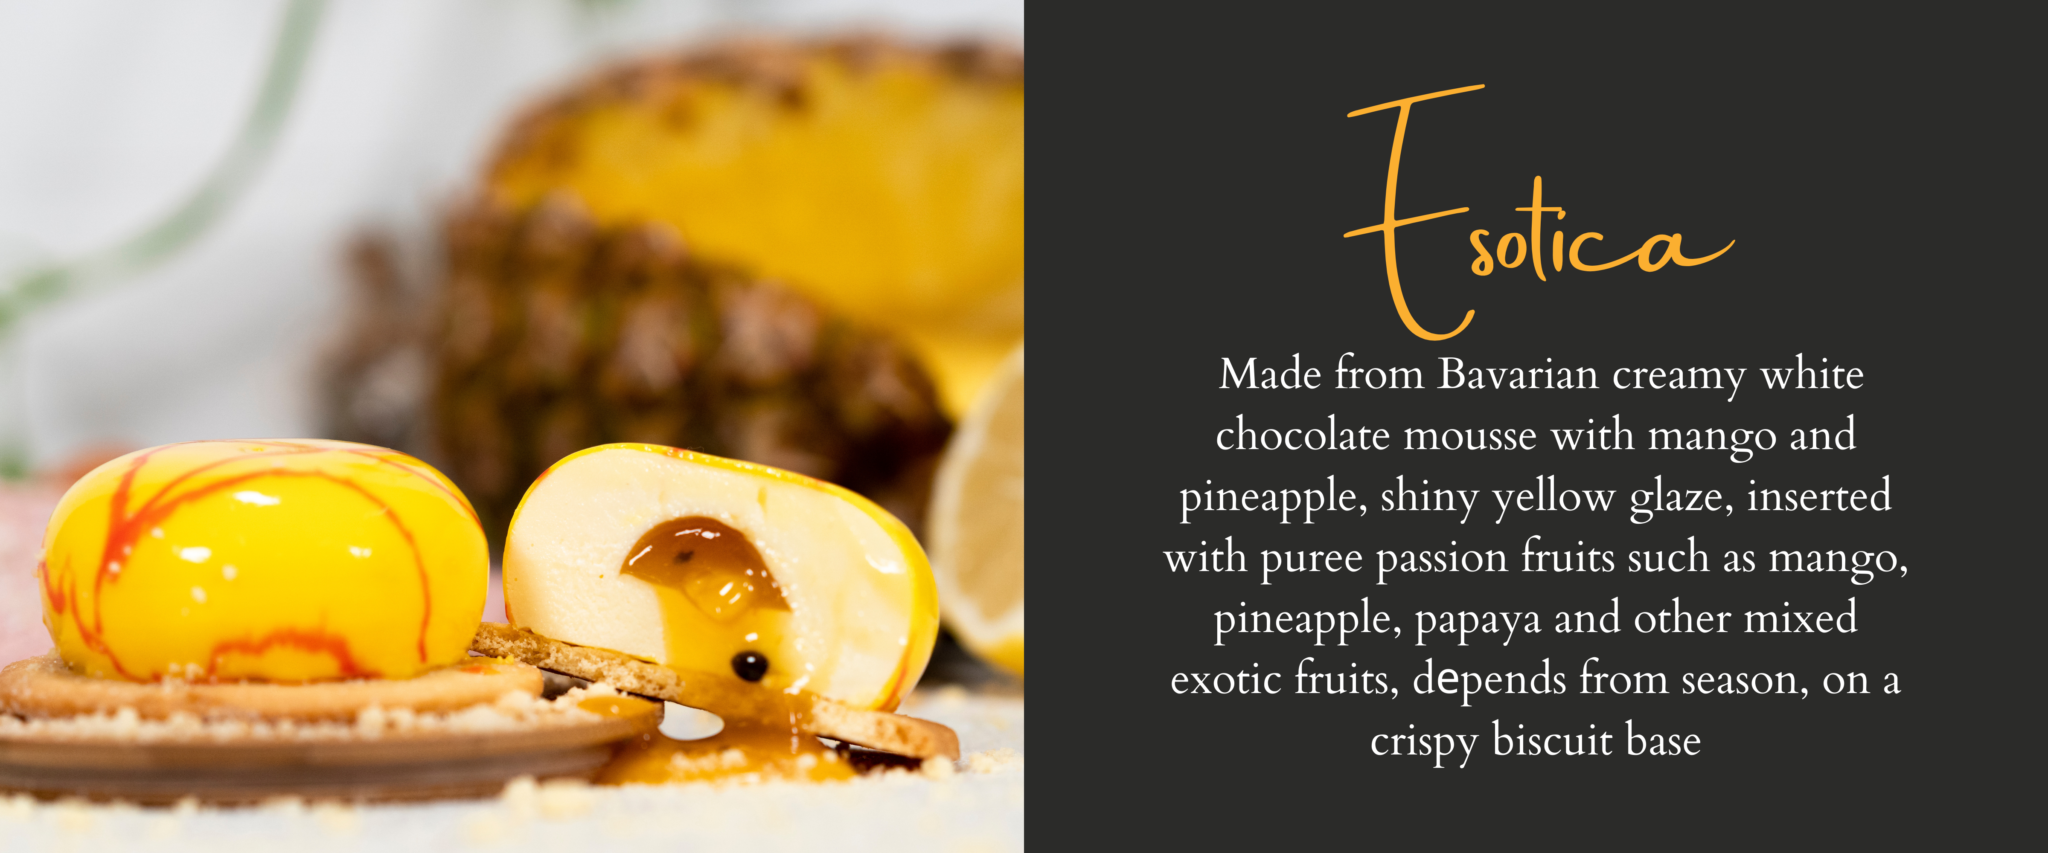 Esotica
Made from Bavarian creamy white
chocolate mousse with mango and
pineapple, shiny yellow glaze, inserted
with puree passion fruits such as mango,
pineapple, papaya and other mixed
exotic fruits, depends from season, on a
crispy biscuit base